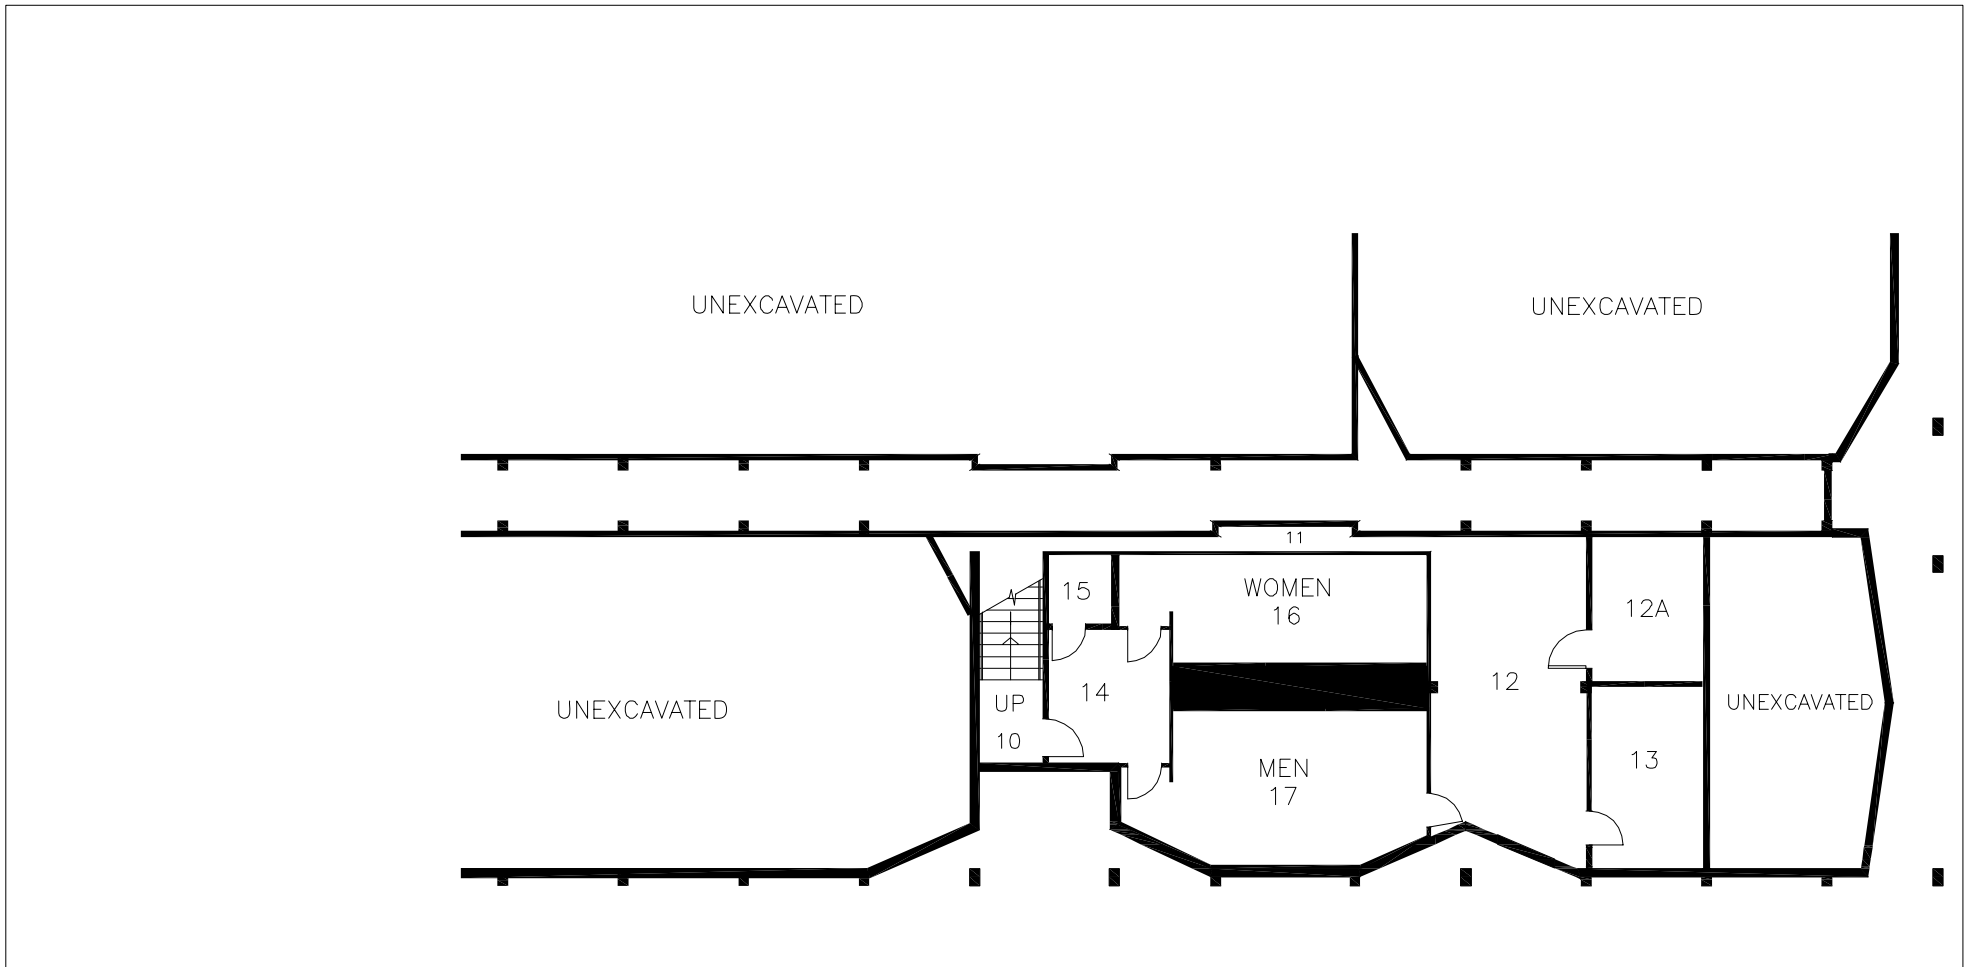 UNEXCAVATED
UNEXCAVATED
11
WOMEN
16
15
12A
12
14
UP
10
UNEXCAVATED
UNEXCAVATED
13
MEN
17